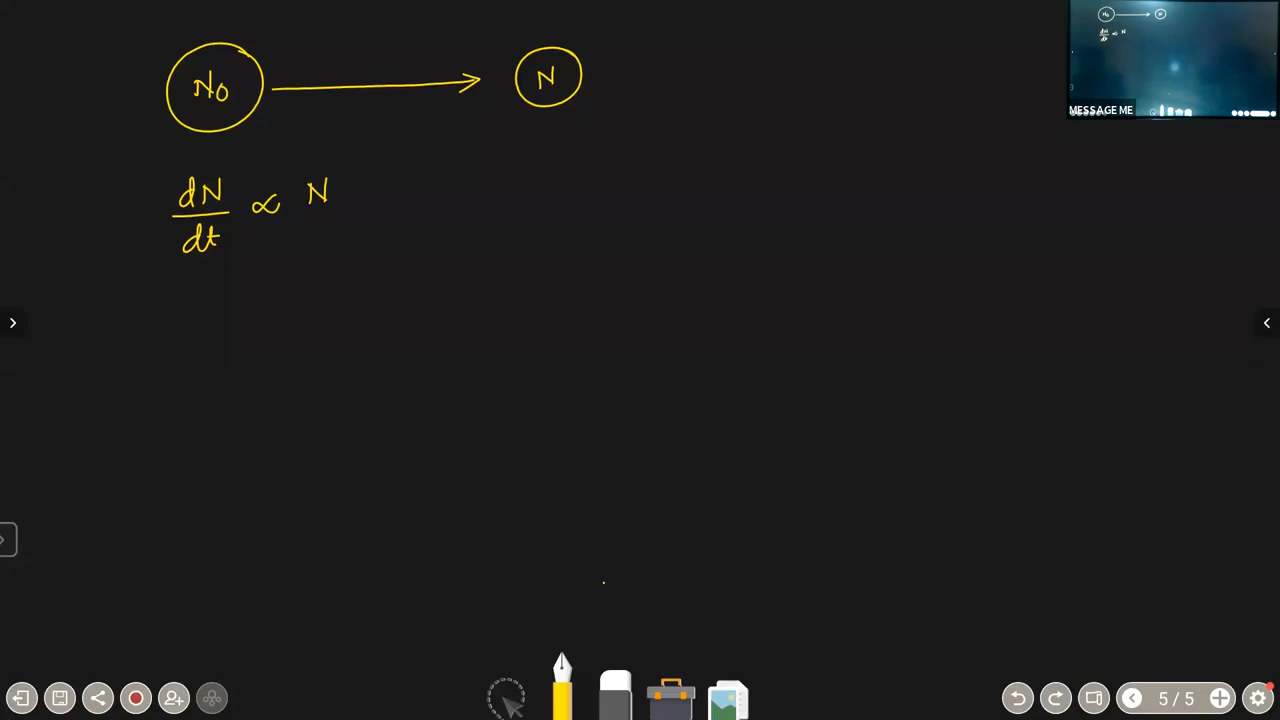 N₀ → N
dN/dt ∝ N
MESSAGE ME
5/5